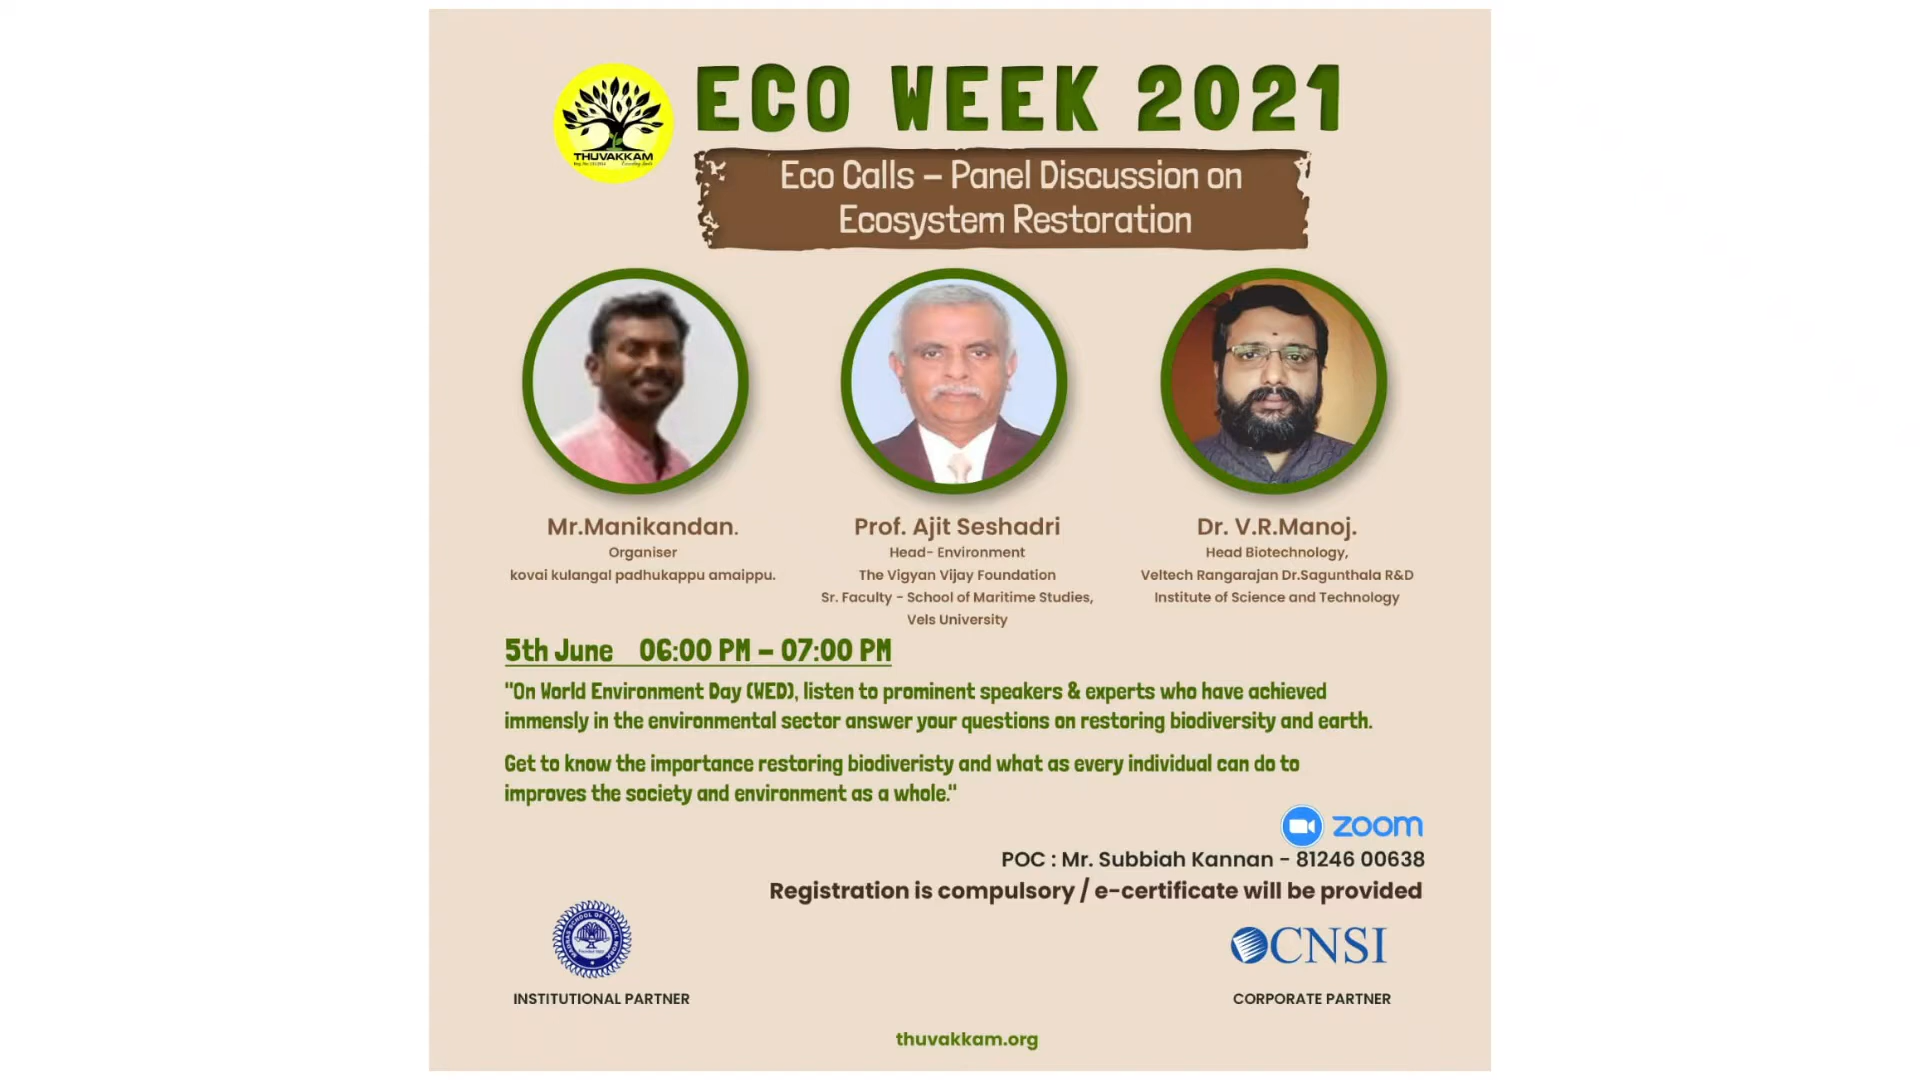 ECO WEEK 2021
THUVAKKAM
Eco Calls – Panel Discussion on
Ecosystem Restoration
Mr.Manikandan.
Organiser
kovai kulangal padhukappu amaippu.
Prof. Ajit Seshadri
Head- Environment
The Vigyan Vijay Foundation
Sr. Faculty - School of Maritime Studies,
Vels University
Dr. V.R.Manoj.
Head Biotechnology,
Veltech Rangarajan Dr.Sagunthala R&D
Institute of Science and Technology
5th June 06:00 PM – 07:00 PM
"On World Environment Day (WED), listen to prominent speakers & experts who have achieved
immensly in the environmental sector answer your questions on restoring biodiversity and earth.
Get to know the importance restoring biodiveristy and what as every individual can do to
improves the society and environment as a whole."
zoom
POC : Mr. Subbiah Kannan - 81246 00638
Registration is compulsory / e-certificate will be provided
MADRAS SCHOOL OF SOCIAL WORK
CNSI
INSTITUTIONAL PARTNER
CORPORATE PARTNER
thuvakkam.org